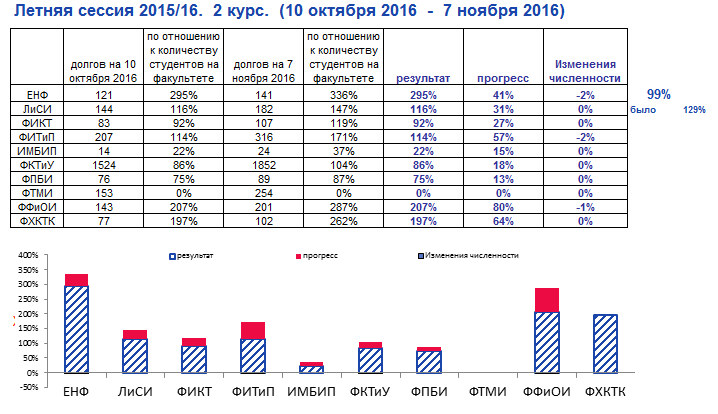 Летняя сессия 2015/16. 2 курс. (10 октября 2016 - 7 ноября 2016)
долгов на 10 октября 2016 по отношению к количеству студентов на факультете долгов на 7 ноября 2016 по отношению к количеству студентов на факультете результат прогресс Изменения численности
ЕНФ 121 295% 141 336% 295% 41% -2% 99%
ЛиСИ 144 116% 182 147% 116% 31% 0% было 129%
ФИКТ 83 92% 107 119% 92% 27% 0%
ФИТиП 207 114% 316 171% 114% 57% -2%
ИМБИП 14 22% 24 37% 22% 15% 0%
ФКТиУ 1524 86% 1852 104% 86% 18% 0%
ФПБИ 76 75% 89 87% 75% 13% 0%
ФТМИ 153 0% 254 0% 0% 0% 0%
ФФиОИ 143 207% 201 287% 207% 80% -1%
ФХКТК 77 197% 102 262% 197% 64% 0%
результат прогресс Изменения численности
400%
350%
300%
250%
200%
150%
100%
50%
0%
-50%
ЕНФ ЛиСИ ФИКТ ФИТиП ИМБИП ФКТиУ ФПБИ ФТМИ ФФиОИ ФХКТК